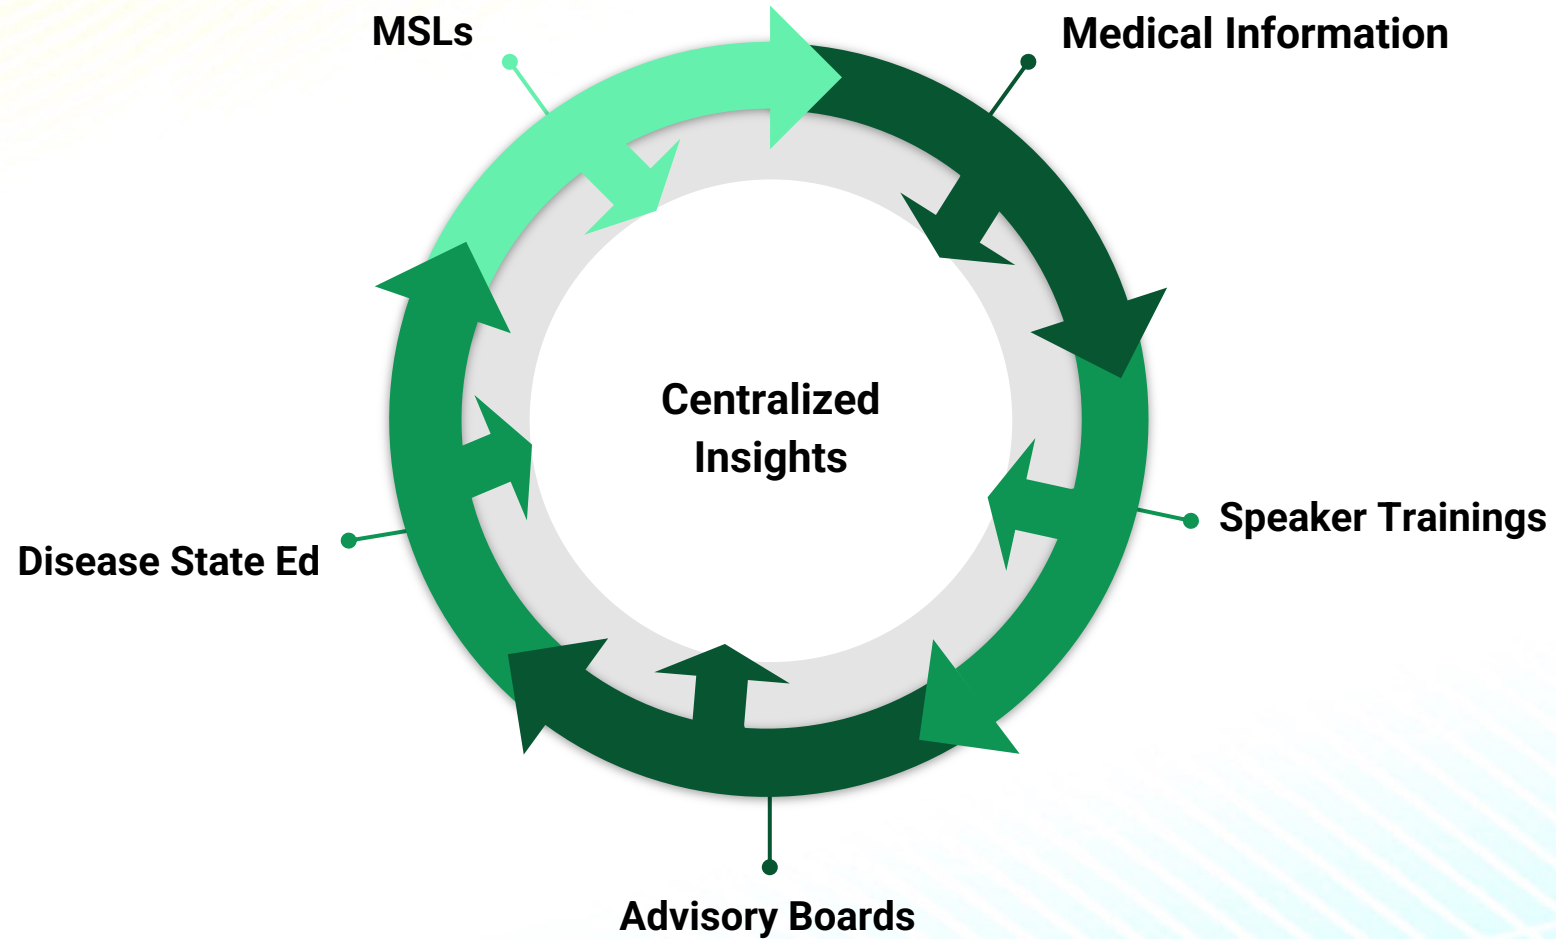 MSLs
Medical Information
Centralized
Insights
Speaker Trainings
Disease State Ed
Advisory Boards